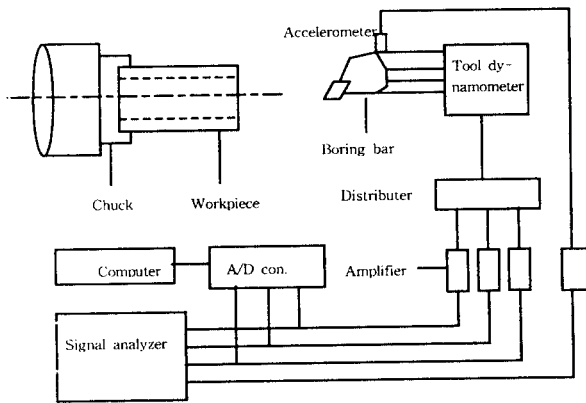 Accelerometer
Tool dy-
namometer
Boring bar
Chuck
Workpiece
Distributer
Computer
A/D con.
Amplifier
Signal analyzer